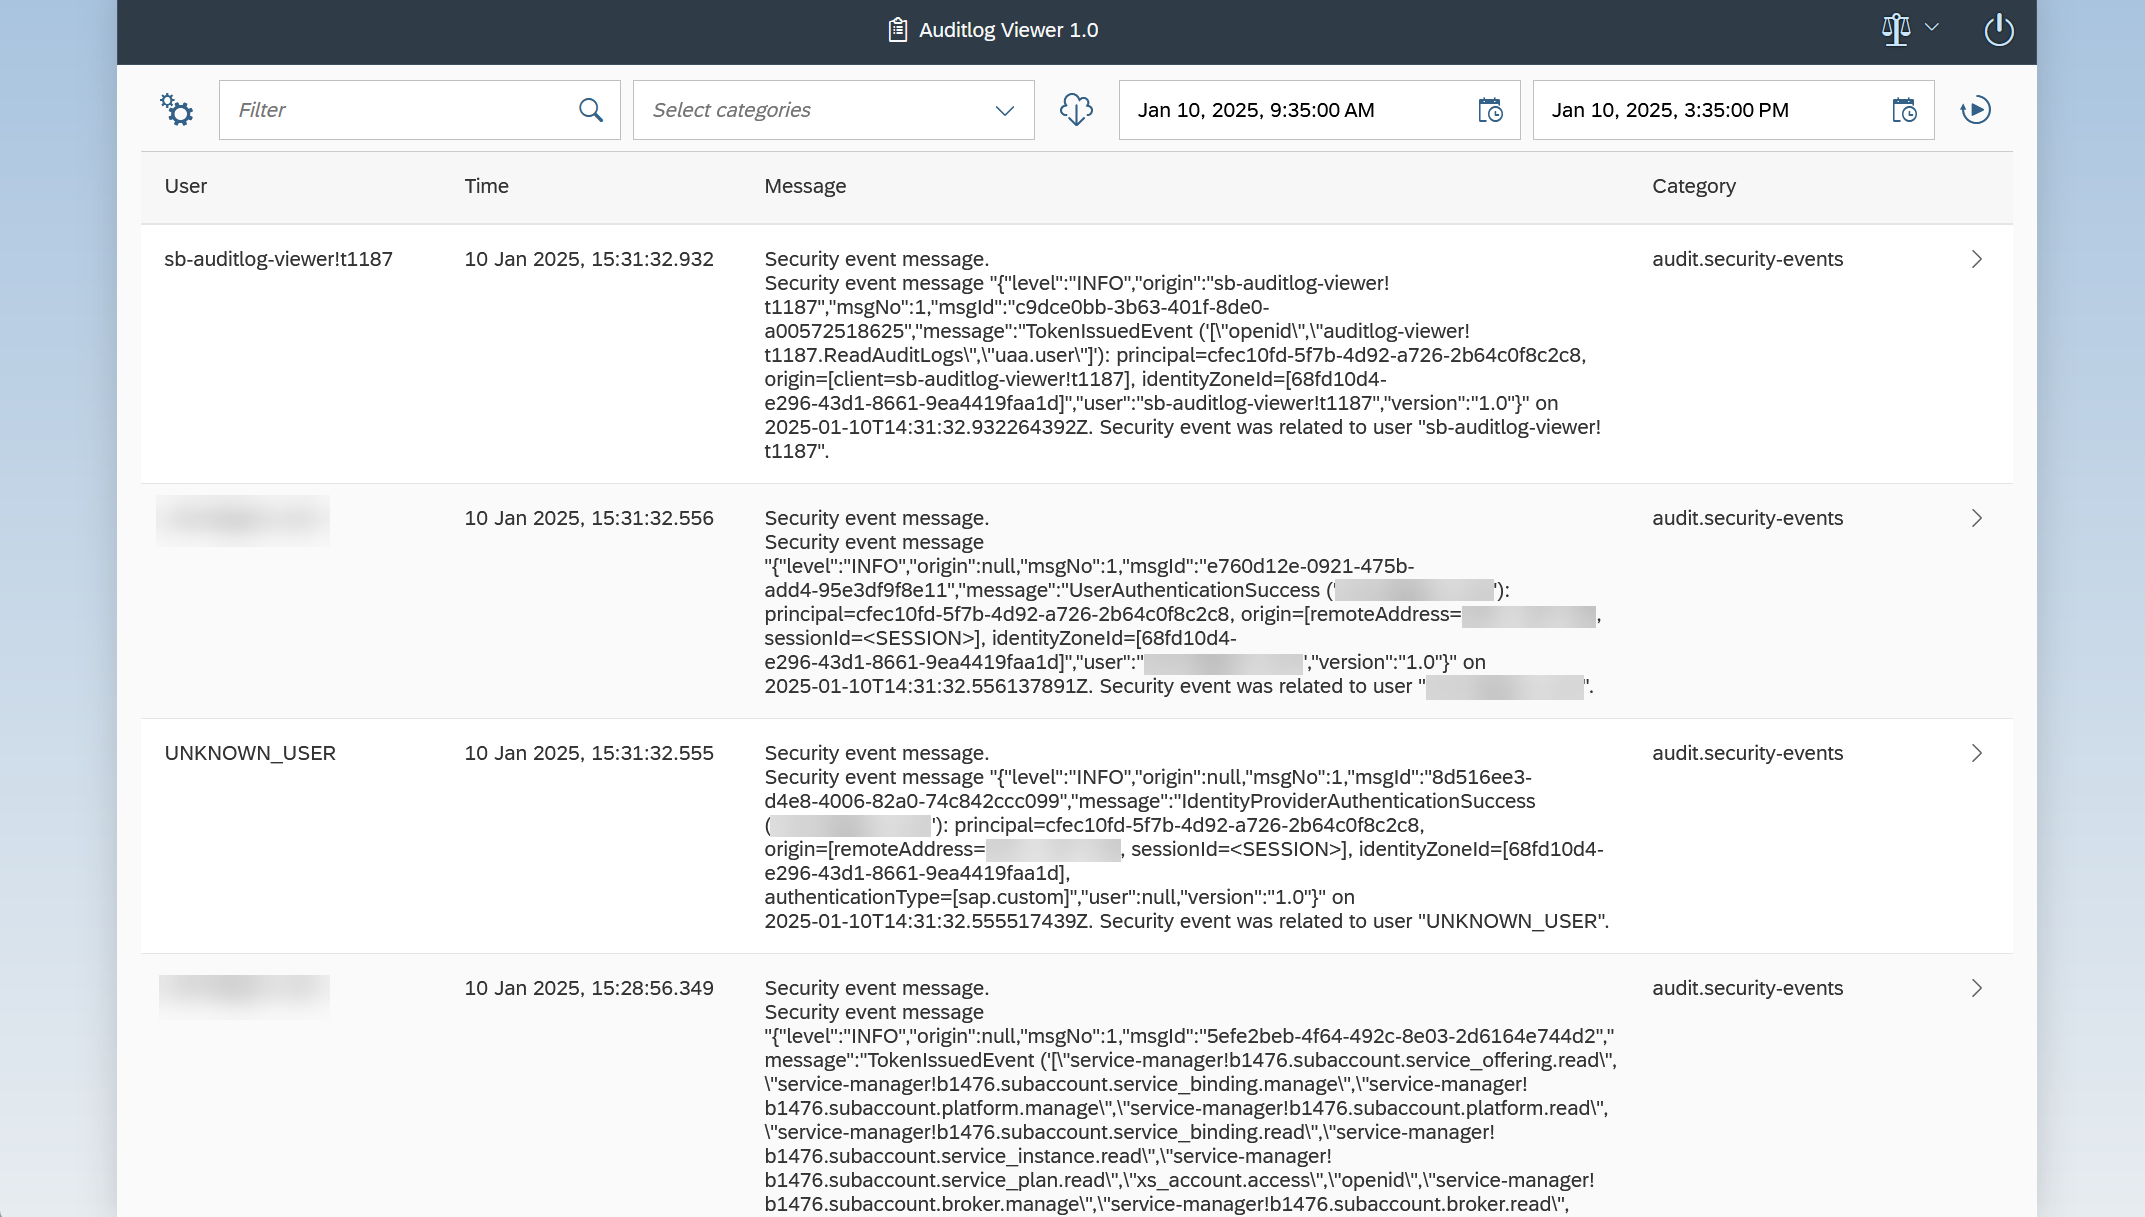 Auditlog Viewer 1.0
Filter
Select categories
Jan 10, 2025, 9:35:00 AM
Jan 10, 2025, 3:35:00 PM
User
Time
Message
Category
sb-auditlog-viewer!t1187
10 Jan 2025, 15:31:32.932
Security event message.
Security event message "{"level":"INFO","origin":"sb-auditlog-viewer!
t1187","msgNo":1,"msgId":"c9dce0bb-3b63-401f-8de0-
a00572518625","message":"TokenIssuedEvent ('[\"openid\",\"auditlog-viewer!
t1187.ReadAuditLogs\",\"uaa.user\"]'): principal=cfec10fd-5f7b-4d92-a726-2b64c0f8c2c8,
origin=[client=sb-auditlog-viewer!t1187], identityZoneId=[68fd10d4-
e296-43d1-8661-9ea4419faa1d]","user":"sb-auditlog-viewer!t1187","version":"1.0"}" on
2025-01-10T14:31:32.932264392Z. Security event was related to user "sb-auditlog-viewer!
t1187".
audit.security-events
10 Jan 2025, 15:31:32.556
Security event message.
Security event message
"{"level":"INFO","origin":null,"msgNo":1,"msgId":"e760d12e-0921-475b-
add4-95e3df9f8e11","message":"UserAuthenticationSuccess (' '):
principal=cfec10fd-5f7b-4d92-a726-2b64c0f8c2c8, origin=[remoteAddress= ,
sessionId=<SESSION>], identityZoneId=[68fd10d4-
e296-43d1-8661-9ea4419faa1d]","user":" ","version":"1.0"}" on
2025-01-10T14:31:32.556137891Z. Security event was related to user " ".
audit.security-events
UNKNOWN_USER
10 Jan 2025, 15:31:32.555
Security event message.
Security event message "{"level":"INFO","origin":null,"msgNo":1,"msgId":"8d516ee3-
d4e8-4006-82a0-74c842ccc099","message":"IdentityProviderAuthenticationSuccess
( '): principal=cfec10fd-5f7b-4d92-a726-2b64c0f8c2c8,
origin=[remoteAddress= , sessionId=<SESSION>], identityZoneId=[68fd10d4-
e296-43d1-8661-9ea4419faa1d],
authenticationType=[sap.custom]","user":null,"version":"1.0"}" on
2025-01-10T14:31:32.555517439Z. Security event was related to user "UNKNOWN_USER".
audit.security-events
10 Jan 2025, 15:28:56.349
Security event message.
Security event message
"{"level":"INFO","origin":null,"msgNo":1,"msgId":"5efe2beb-4f64-492c-8e03-2d6164e744d2","
message":"TokenIssuedEvent ('[\"service-manager!b1476.subaccount.service_offering.read\",
\"service-manager!b1476.subaccount.service_binding.manage\",\"service-manager!
b1476.subaccount.platform.manage\",\"service-manager!b1476.subaccount.platform.read\",
\"service-manager!b1476.subaccount.service_binding.read\",\"service-manager!
b1476.subaccount.service_instance.read\",\"service-manager!
b1476.subaccount.service_plan.read\",\"xs_account.access\",\"openid\",\"service-manager!
b1476.subaccount.broker.manage\",\"service-manager!b1476.subaccount.broker.read\",
audit.security-events